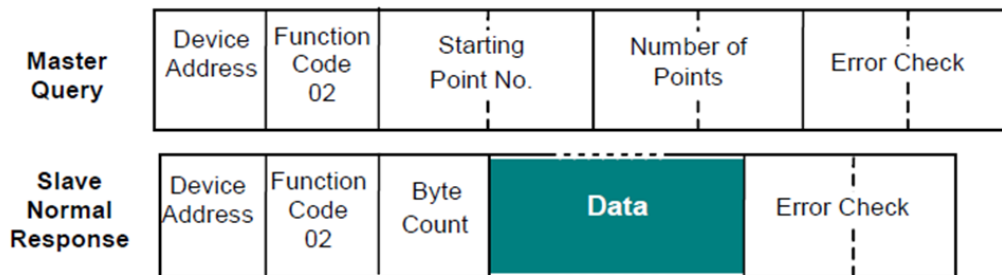 Master
Query
Device
Address
Function
Code
02
Starting
Point No.
Number of
Points
Error Check
Slave
Normal
Response
Device
Address
Function
Code
02
Byte
Count
Data
Error Check